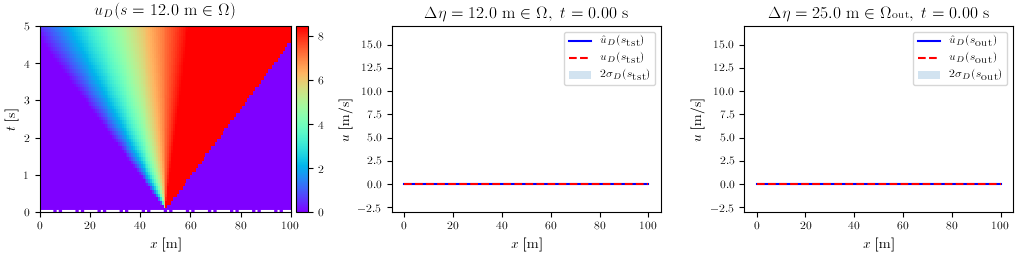 u_D(s = 12.0 m ∈ Ω)
5
4
3
2
1
0
t [s]
0 20 40 60 80 100
x [m]
8
6
4
2
0
Δη = 12.0 m ∈ Ω, t = 0.00 s
û_D(s_tst)
u_D(s_tst)
2σ_D(s_tst)
15.0
12.5
10.0
7.5
5.0
2.5
0.0
−2.5
u [m/s]
0 20 40 60 80 100
x [m]
Δη = 25.0 m ∈ Ω_out, t = 0.00 s
û_D(s_out)
u_D(s_out)
2σ_D(s_out)
15.0
12.5
10.0
7.5
5.0
2.5
0.0
−2.5
u [m/s]
0 20 40 60 80 100
x [m]